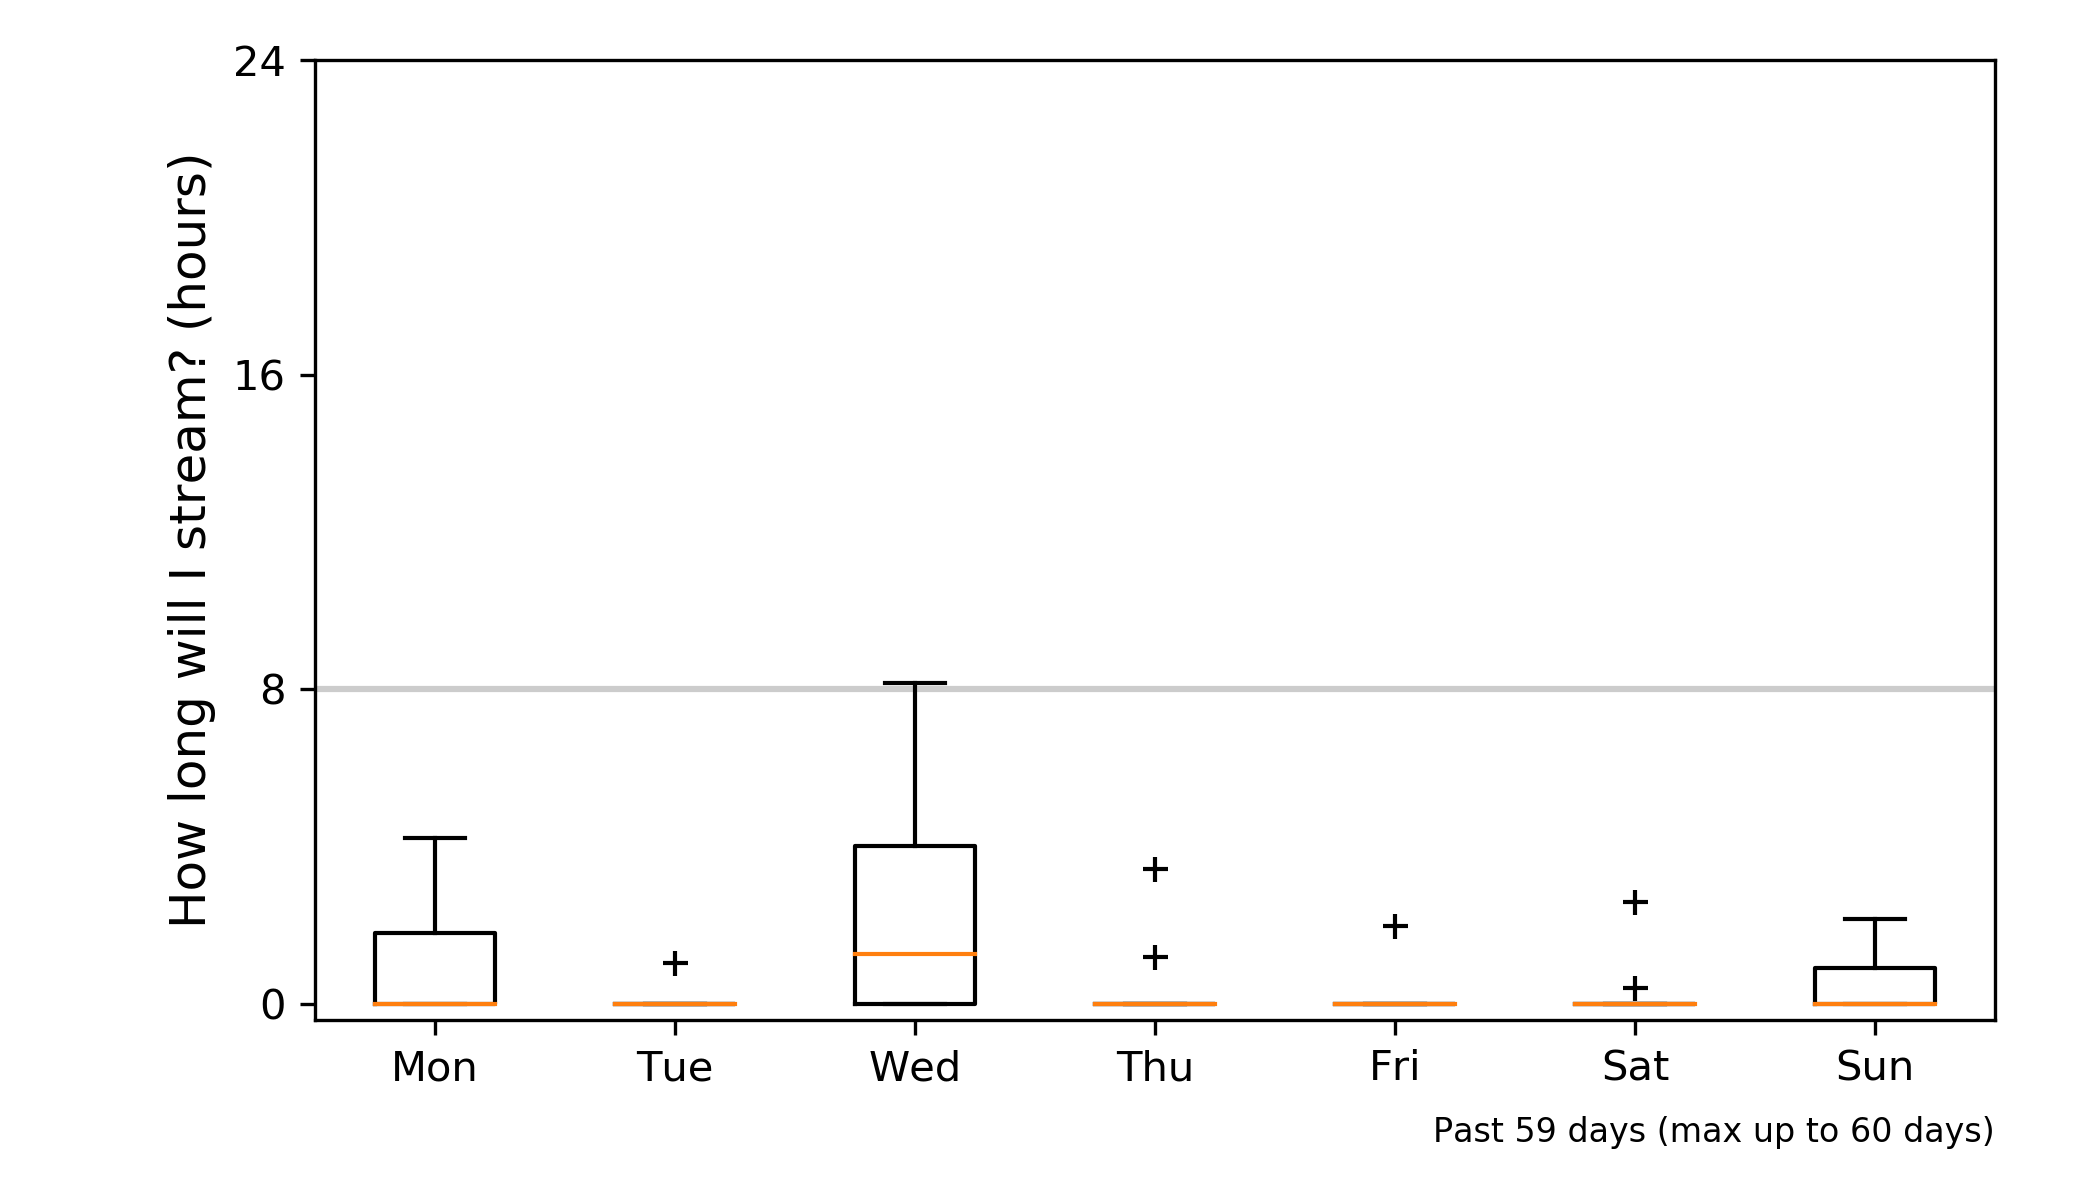 How long will I stream? (hours)
24
16
8
0
Mon Tue Wed Thu Fri Sat Sun
Past 59 days (max up to 60 days)